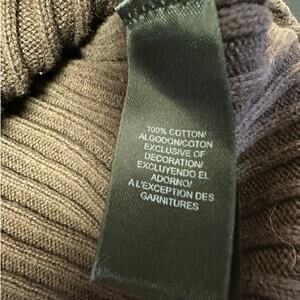 100% COTTON/
ALGODON/COTON
EXCLUSIVE OF
DECORATION/
EXCLUYENDO EL
ADORNO/
A L'EXCEPTION DES
GARNITURES